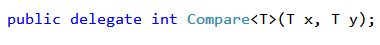 public delegate int Compare<T>(T x, T y);